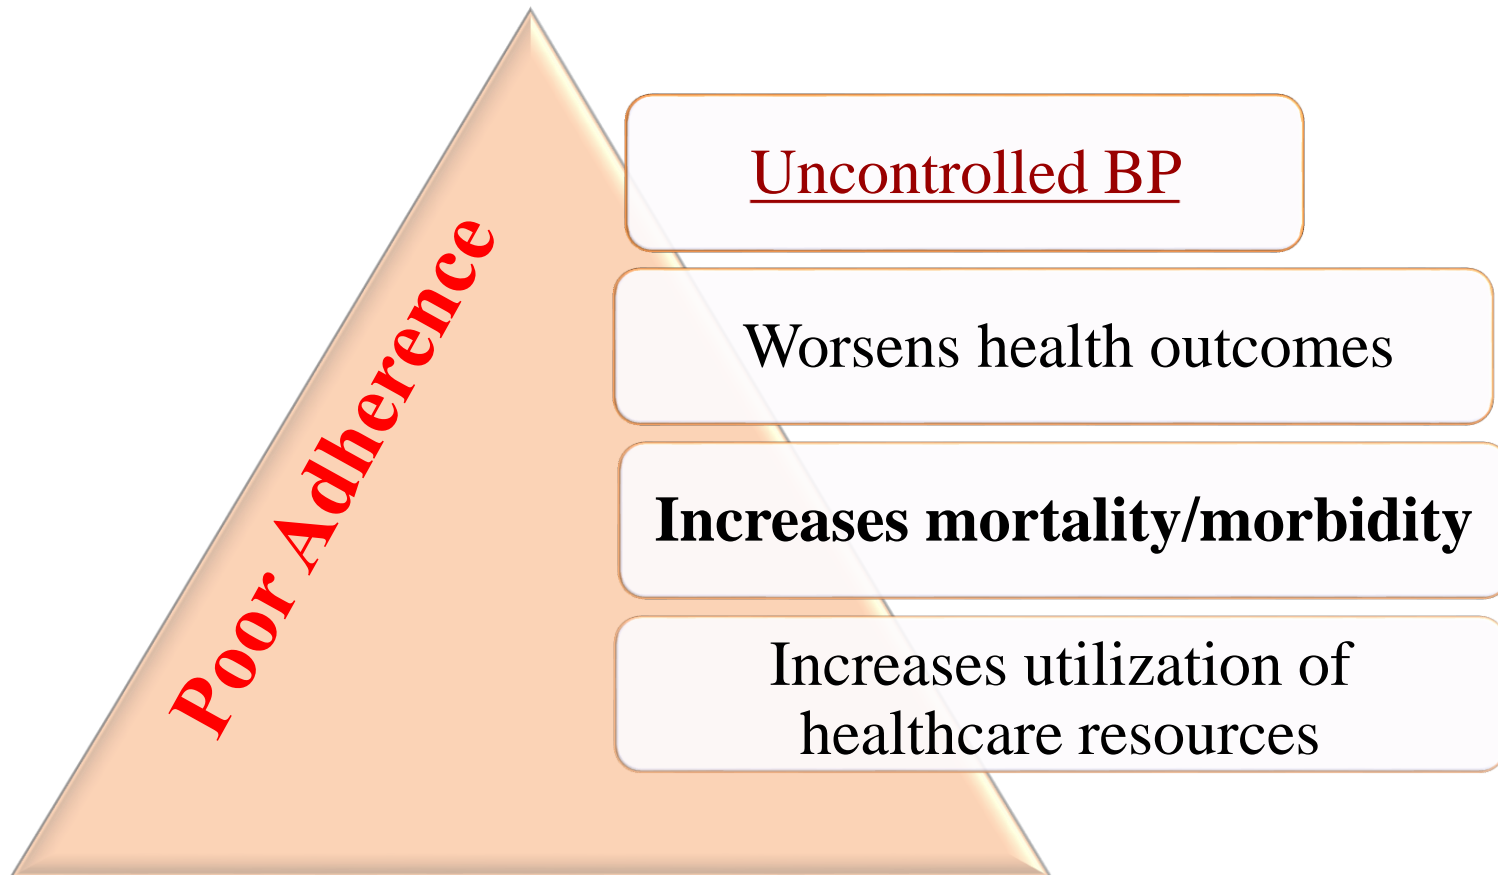 Poor Adherence
Uncontrolled BP
Worsens health outcomes
Increases mortality/morbidity
Increases utilization of
healthcare resources